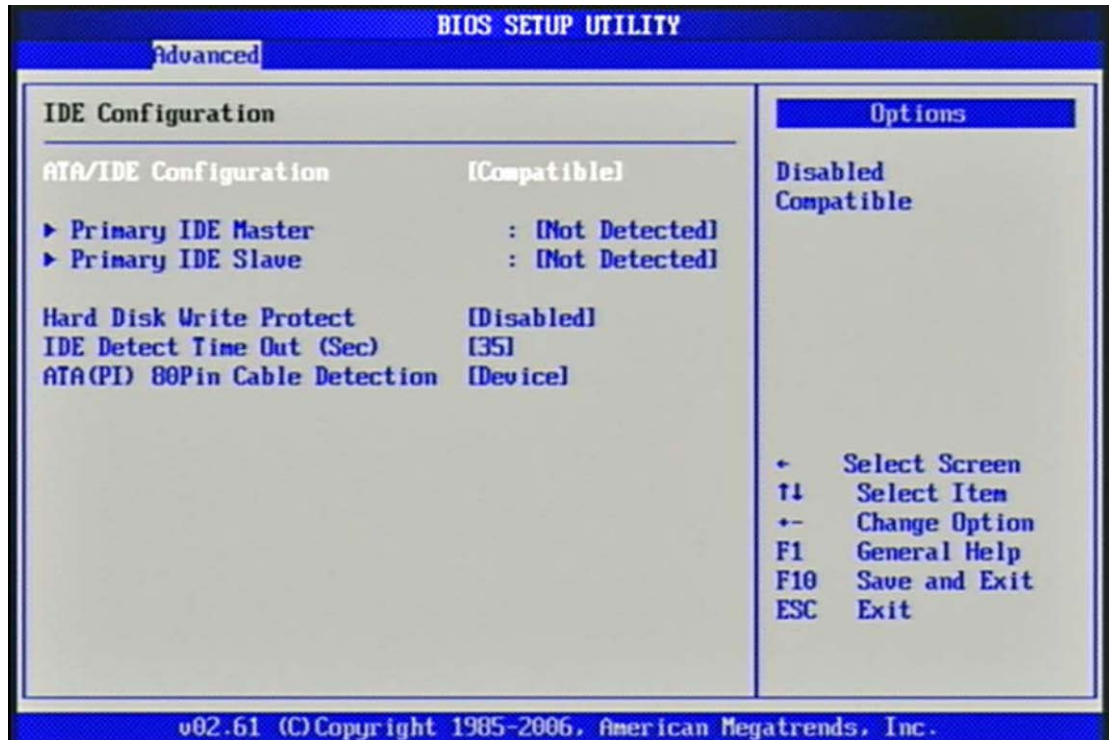 BIOS SETUP UTILITY
Advanced
IDE Configuration
ATA/IDE Configuration [Compatible]
▶ Primary IDE Master : [Not Detected]
▶ Primary IDE Slave : [Not Detected]
Hard Disk Write Protect [Disabled]
IDE Detect Time Out (Sec) [35]
ATA(PI) 80Pin Cable Detection [Device]
Options
Disabled
Compatible
← Select Screen
↑↓ Select Item
+- Change Option
F1 General Help
F10 Save and Exit
ESC Exit
v02.61 (C)Copyright 1985-2006, American Megatrends, Inc.